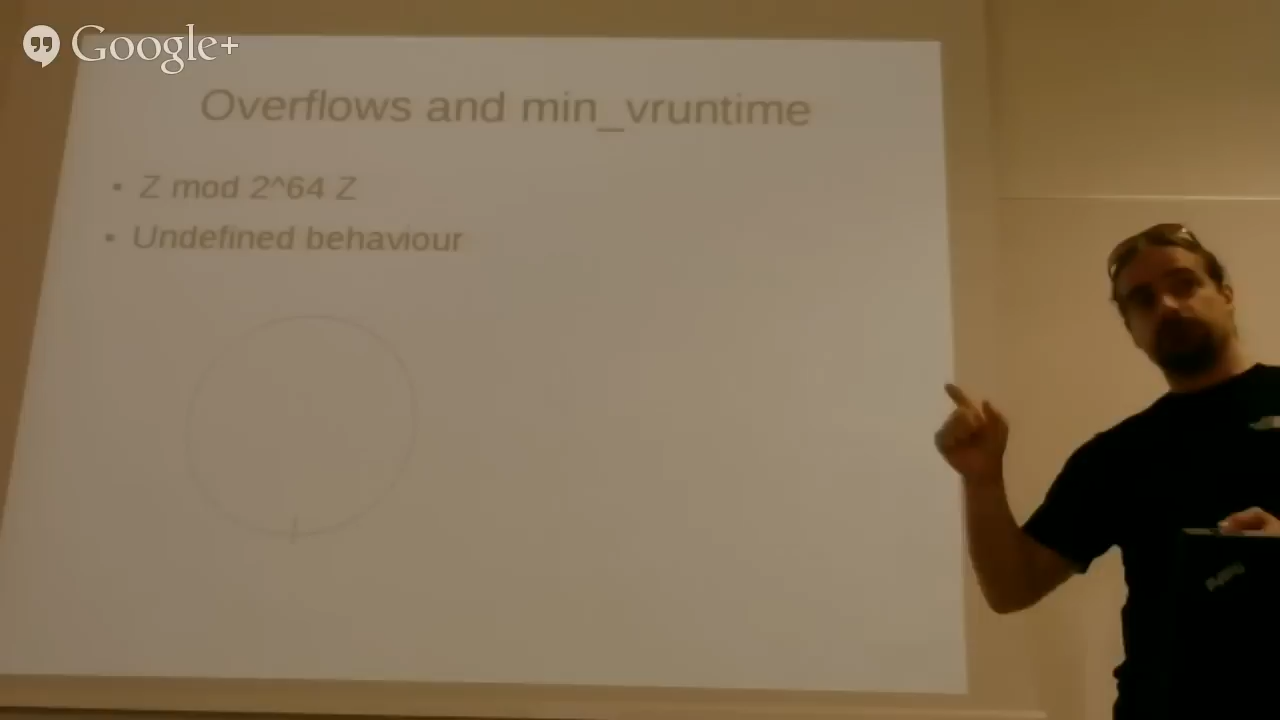 Google+
Overflows and min_vruntime
• Z mod 2^64 Z
• Undefined behaviour